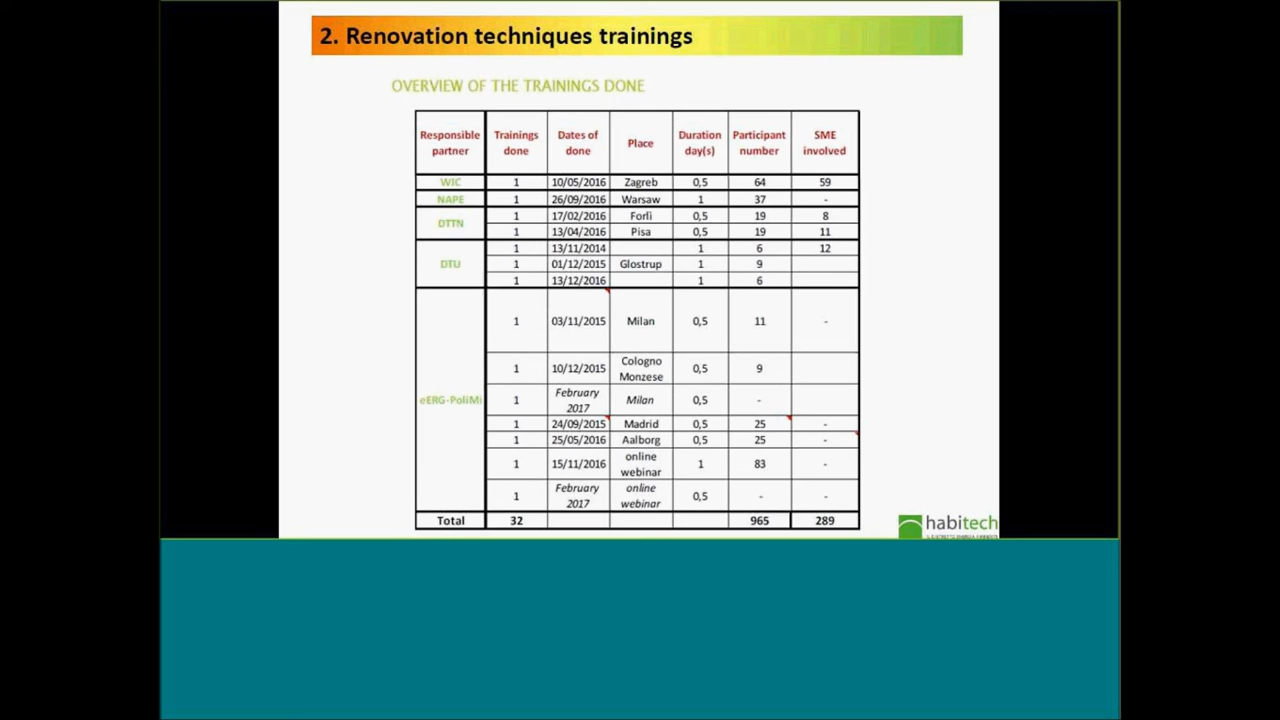 2. Renovation techniques trainings
OVERVIEW OF THE TRAININGS DONE
Responsible partner Trainings done Dates of done Place Duration day(s) Participant number SME involved
WIC 1 10/05/2016 Zagreb 0,5 64 59
NAPE 1 26/09/2016 Warsaw 1 37 -
DTTN 1 17/02/2016 Forlì 0,5 19 8
1 13/04/2016 Pisa 0,5 19 11
DTU 1 13/11/2014 1 6 12
1 01/12/2015 Glostrup 1 9
1 13/12/2016 1 6
eERG-PoliMi 1 03/11/2015 Milan 0,5 11 -
1 10/12/2015 Cologno Monzese 0,5 9
1 February 2017 Milan 0,5 -
1 24/09/2015 Madrid 0,5 25 -
1 25/05/2016 Aalborg 0,5 25 -
1 15/11/2016 online webinar 1 83 -
1 February 2017 online webinar 0,5 - -
Total 32 965 289
habitech